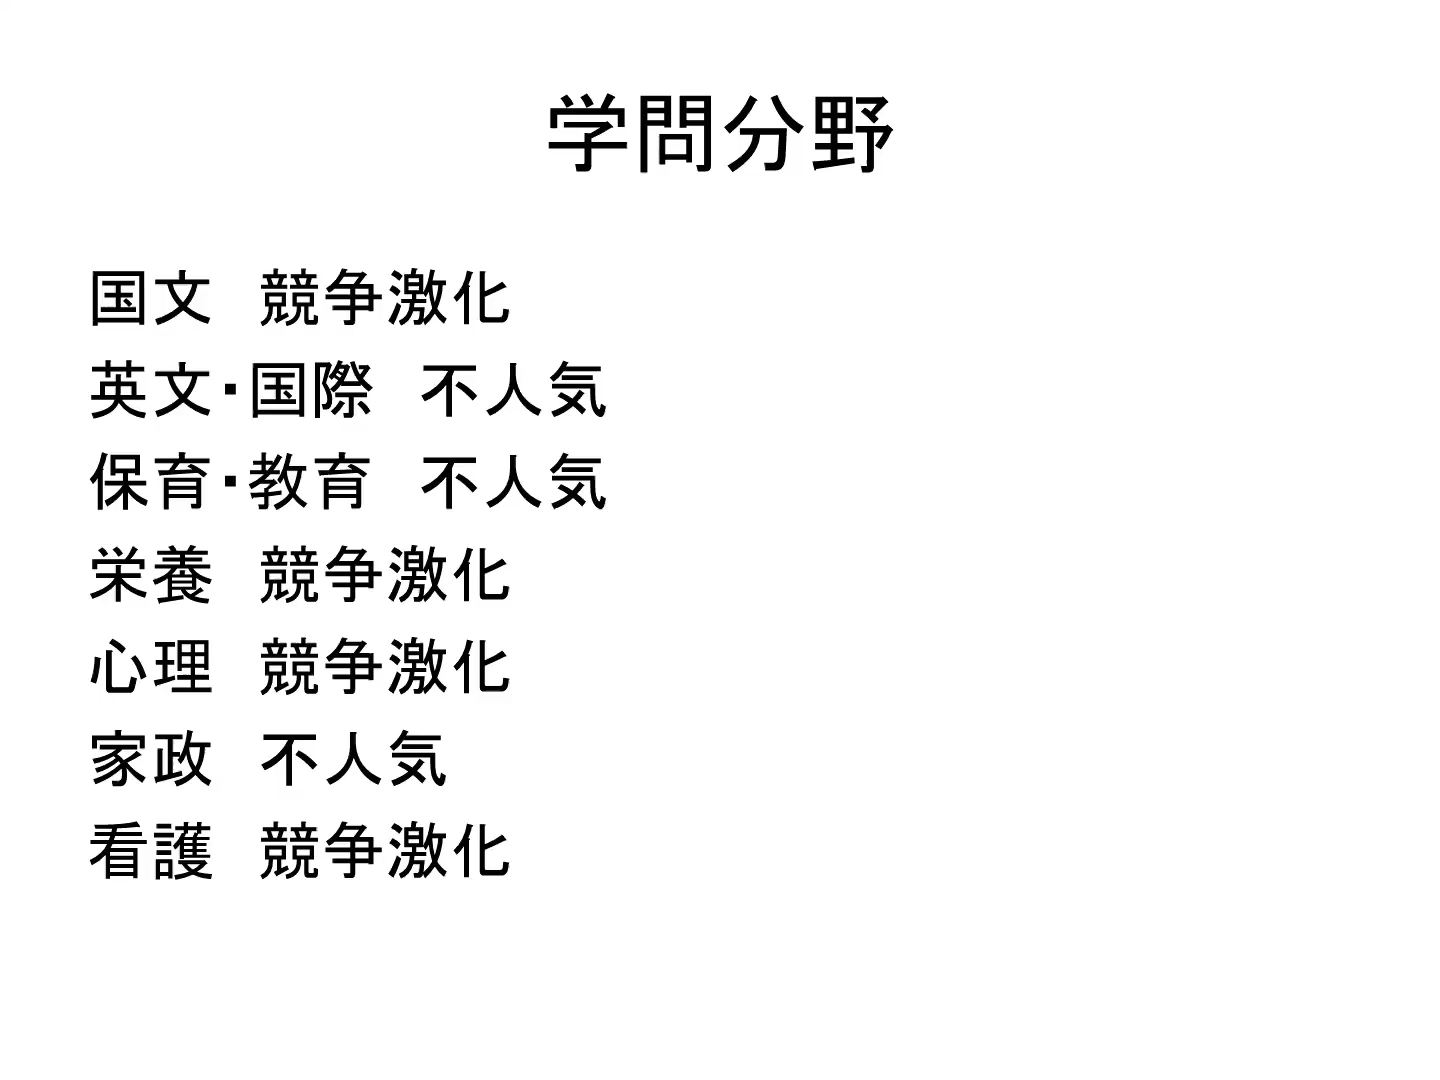 学問分野
国文　競争激化
英文・国際　不人気
保育・教育　不人気
栄養　競争激化
心理　競争激化
家政　不人気
看護　競争激化